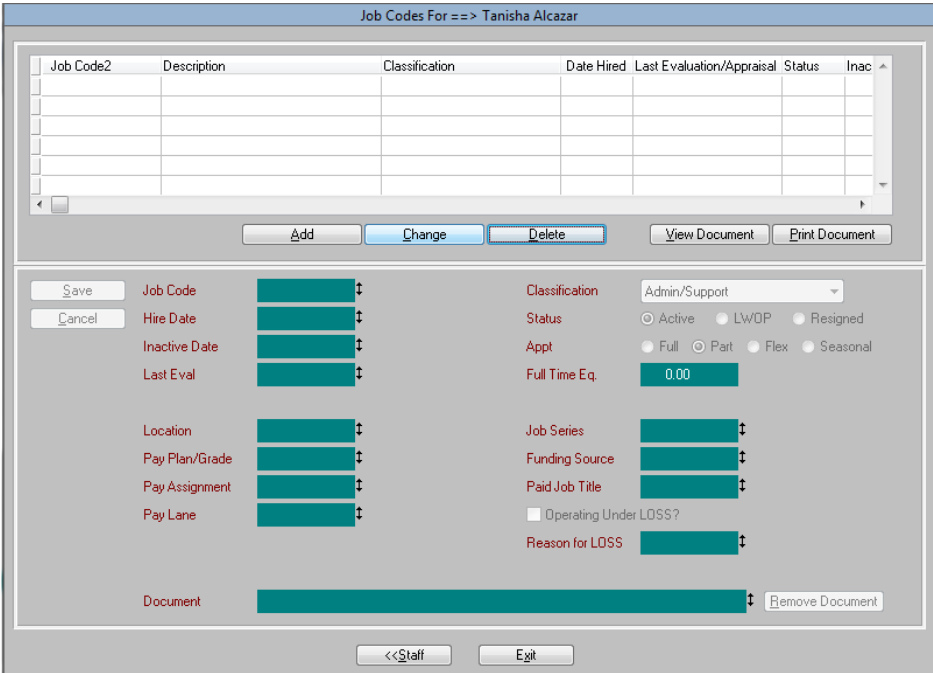 Job Codes For ==> Tanisha Alcazar
Job Code2 Description Classification Date Hired Last Evaluation/Appraisal Status Inac
Add Change Delete View Document Print Document
Save Job Code Classification Admin/Support
Cancel Hire Date Status Active LWOP Resigned
Inactive Date Appt Full Part Flex Seasonal
Last Eval Full Time Eq. 0.00
Location Job Series
Pay Plan/Grade Funding Source
Pay Assignment Paid Job Title
Pay Lane Operating Under LOSS?
Reason for LOSS
Document Remove Document
<<Staff Exit